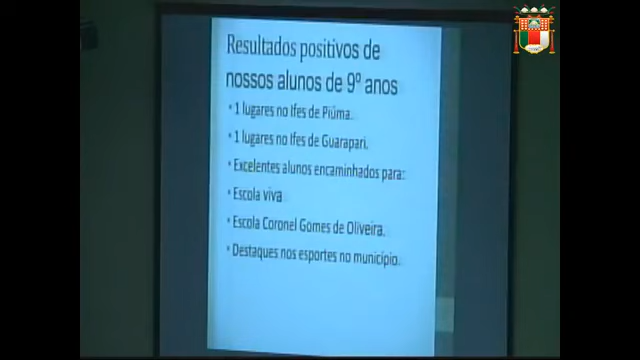 Resultados positivos de
nossos alunos de 9º anos
• 1 lugares no Ifes de Piúma.
• 1 lugares no Ifes de Guarapari.
• Excelentes alunos encaminhados para:
• Escola viva
• Escola Coronel Gomes de Oliveira.
• Destaques nos esportes no município.